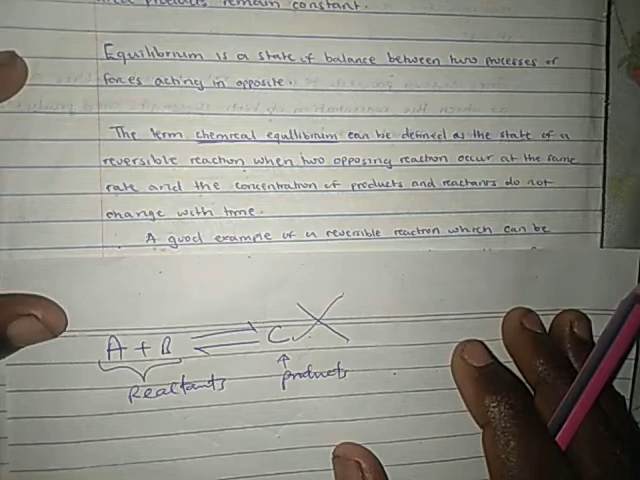 products remain constant.
Equilibrium is a state of balance between two processes or
forces acting in opposite.
The term chemical equilibrium can be defined as the state of a
reversible reaction when two opposing reaction occur at the same
rate and the concentration of products and reactants do not
change with time.
A good example of a reversible reaction which can be
A + B ⇌ C
Reactants
products